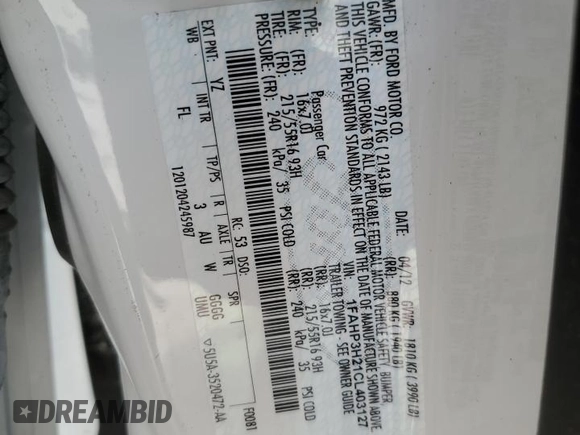 MFD. BY FORD MOTOR CO.
DATE: 04/12 GVWR: 1810 KG ( 3990 LB)
GAWR: (FR): 972 KG ( 2143 LB) (RR): 880 KG ( 1940 LB)
THIS VEHICLE CONFORMS TO ALL APPLICABLE FEDERAL MOTOR VEHICLE SAFETY, BUMPER
AND THEFT PREVENTION STANDARDS IN EFFECT ON THE DATE OF MANUFACTURE SHOWN ABOVE.
VIN: 1FAHP3H21CL403127
TYPE: Passenger Car TRAILER TOWING - SEE OWNER GUIDE
RIM: (FR): 16x7.0J (RR): 16x7.0J
TIRE: (FR): 215/55R16 93H (RR): 215/55R16 93H
PRESSURE: (FR): 240 kPa/ 35 PSI COLD (RR): 240 kPa/ 35 PSI COLD
EXT PNT: YZ RC: 53 DSO: F0081
WB INT TR TP/PS R AXLE TR SPR
FL 3 AU W GGGG
UMU
1201204245987 ▽5U5A-3520472-AA
DREAMBID